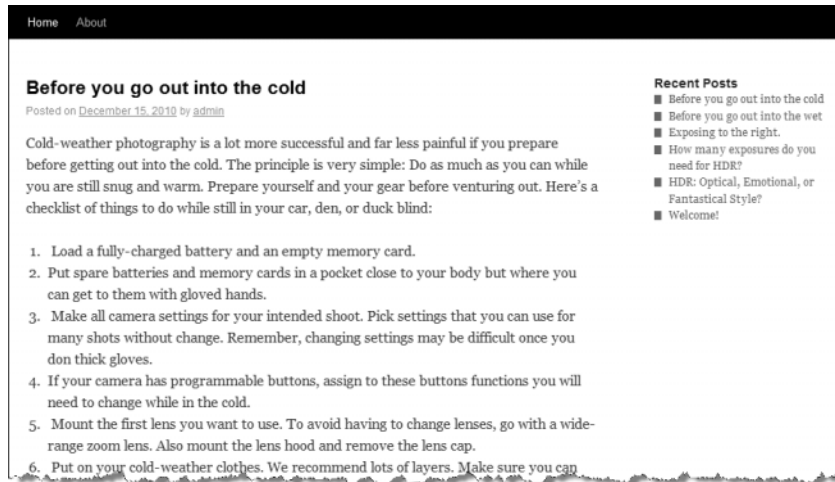 Home About
Before you go out into the cold
Posted on December 15, 2010 by admin
Cold-weather photography is a lot more successful and far less painful if you prepare
before getting out into the cold. The principle is very simple: Do as much as you can while
you are still snug and warm. Prepare yourself and your gear before venturing out. Here's a
checklist of things to do while still in your car, den, or duck blind:
1. Load a fully-charged battery and an empty memory card.
2. Put spare batteries and memory cards in a pocket close to your body but where you
can get to them with gloved hands.
3. Make all camera settings for your intended shoot. Pick settings that you can use for
many shots without change. Remember, changing settings may be difficult once you
don thick gloves.
4. If your camera has programmable buttons, assign to these buttons functions you will
need to change while in the cold.
5. Mount the first lens you want to use. To avoid having to change lenses, go with a wide-
range zoom lens. Also mount the lens hood and remove the lens cap.
6. Put on your cold-weather clothes. We recommend lots of layers. Make sure you can
Recent Posts
Before you go out into the cold
Before you go out into the wet
Exposing to the right.
How many exposures do you
need for HDR?
HDR: Optical, Emotional, or
Fantastical Style?
Welcome!